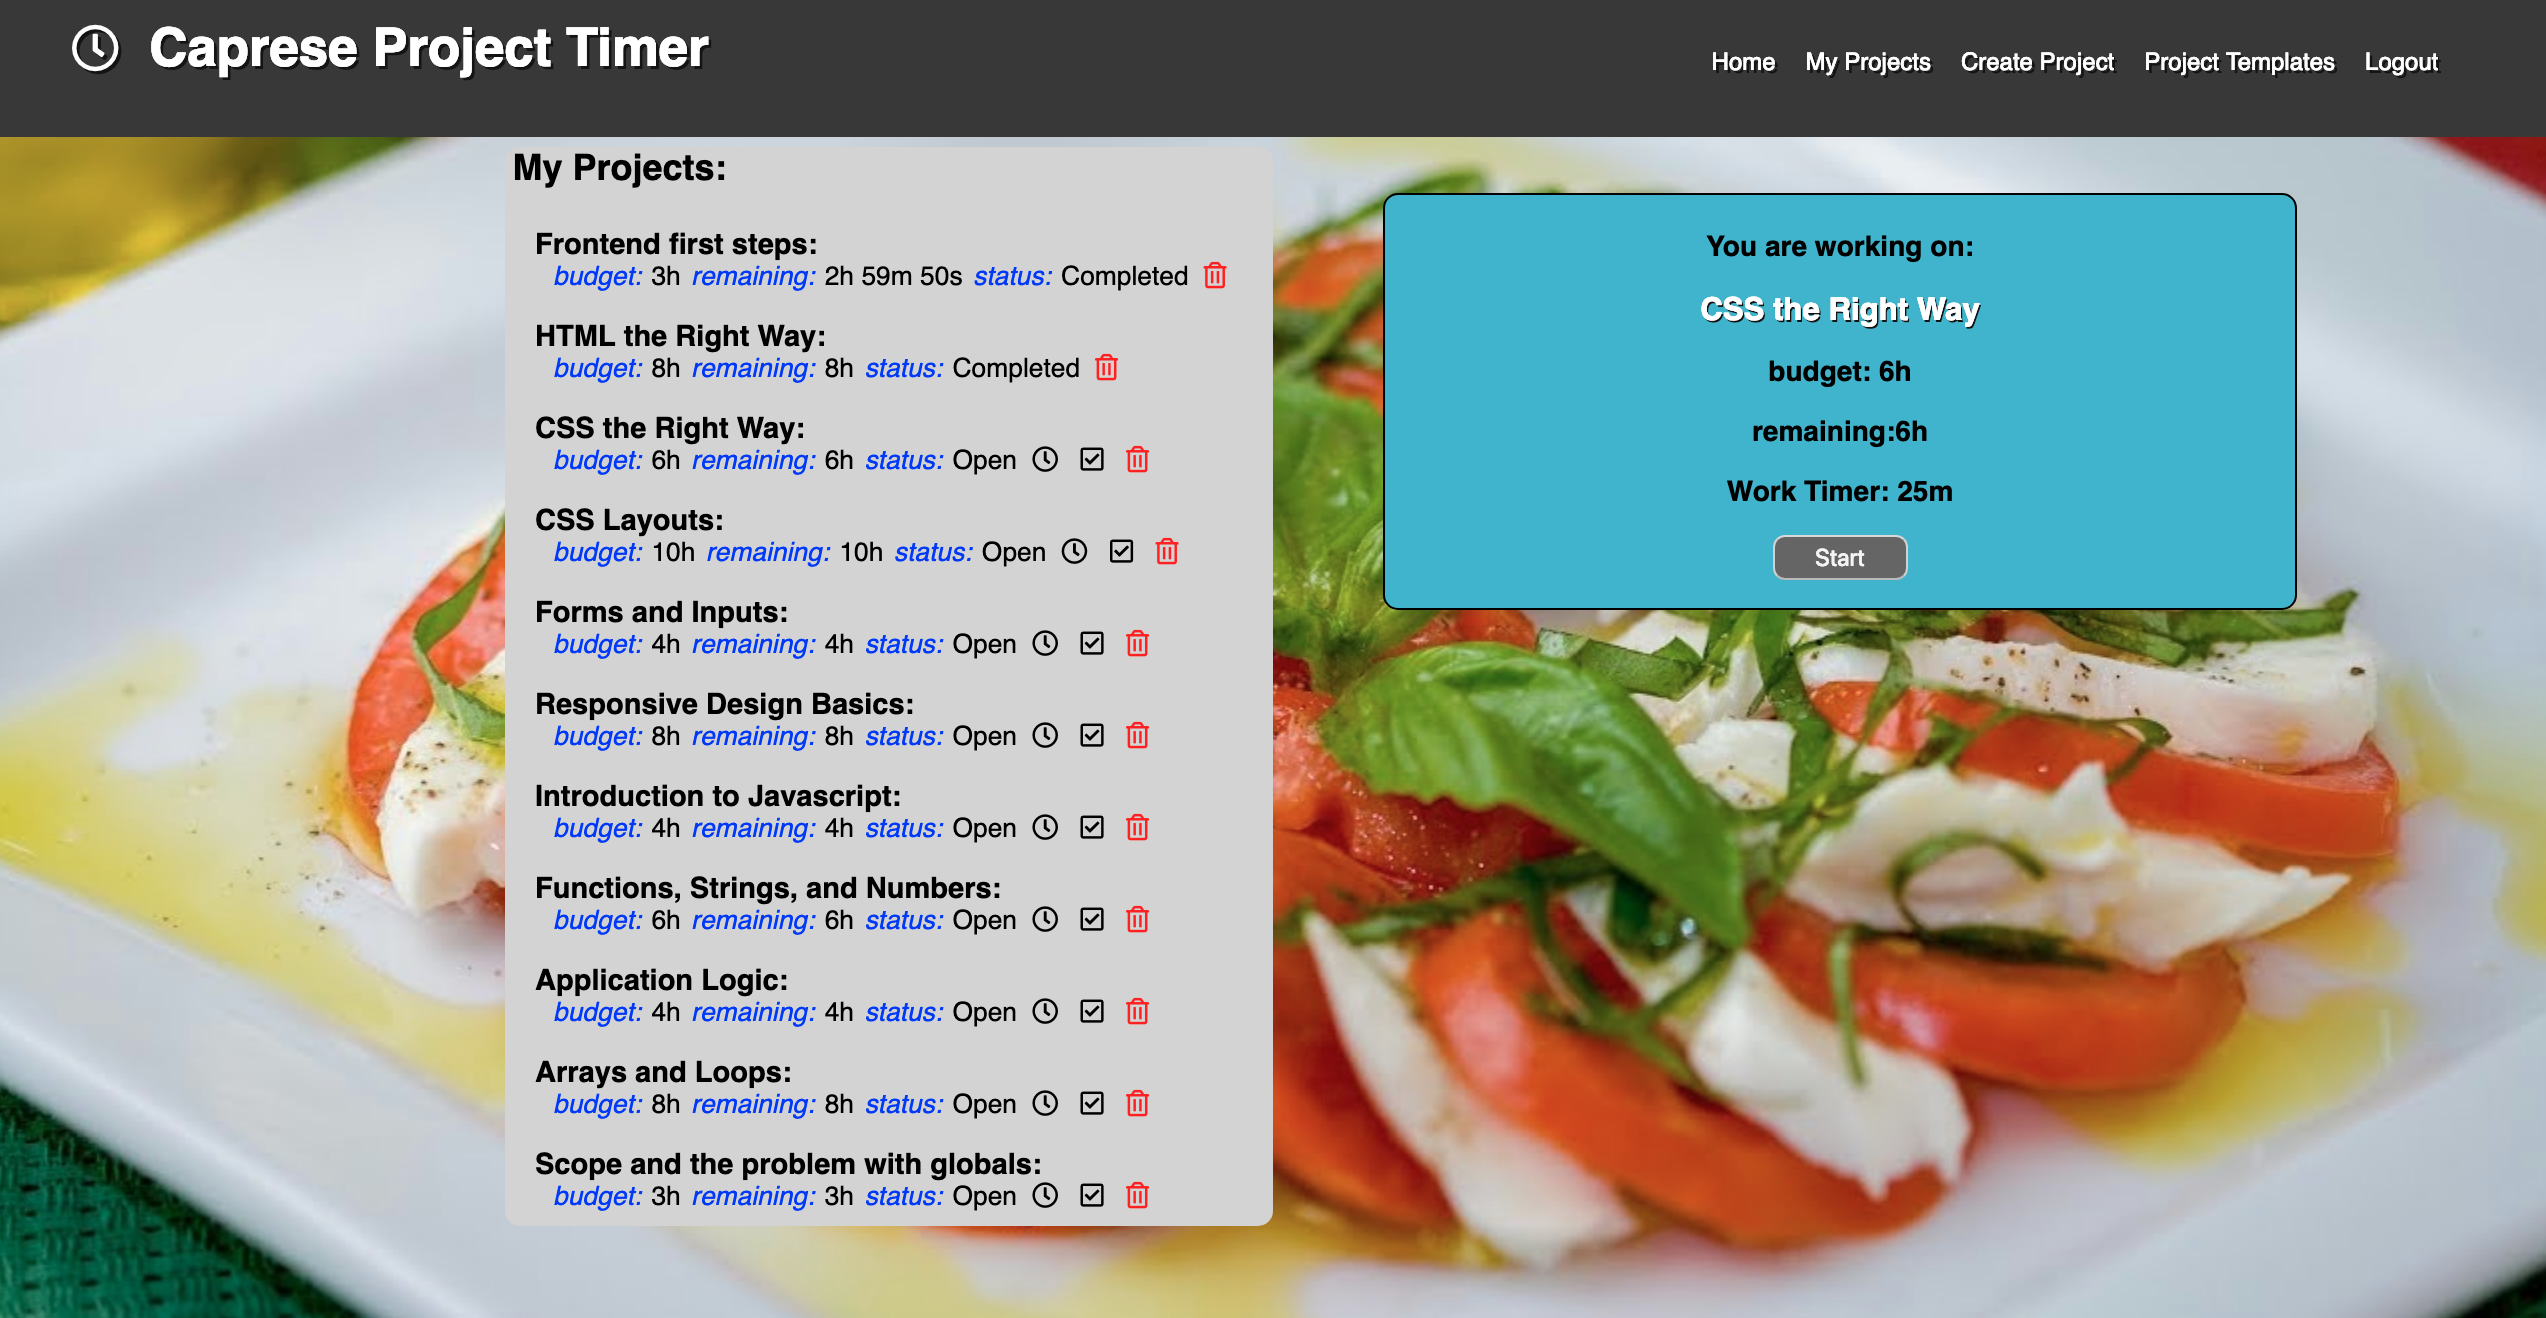 Caprese Project Timer
Home My Projects Create Project Project Templates Logout
My Projects:
Frontend first steps:
budget: 3h remaining: 2h 59m 50s status: Completed
HTML the Right Way:
budget: 8h remaining: 8h status: Completed
CSS the Right Way:
budget: 6h remaining: 6h status: Open
CSS Layouts:
budget: 10h remaining: 10h status: Open
Forms and Inputs:
budget: 4h remaining: 4h status: Open
Responsive Design Basics:
budget: 8h remaining: 8h status: Open
Introduction to Javascript:
budget: 4h remaining: 4h status: Open
Functions, Strings, and Numbers:
budget: 6h remaining: 6h status: Open
Application Logic:
budget: 4h remaining: 4h status: Open
Arrays and Loops:
budget: 8h remaining: 8h status: Open
Scope and the problem with globals:
budget: 3h remaining: 3h status: Open
You are working on:
CSS the Right Way
budget: 6h
remaining:6h
Work Timer: 25m
Start